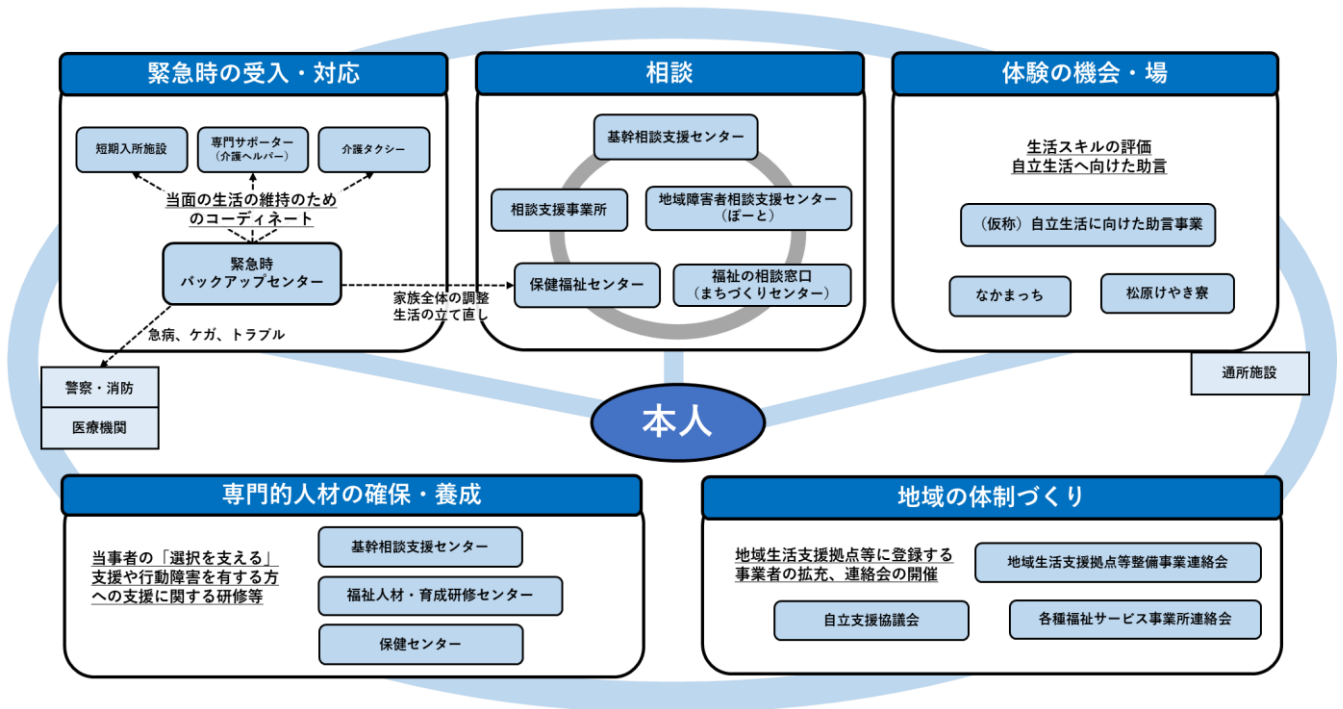 緊急時の受入・対応
短期入所施設
専門サポーター
（介護ヘルパー）
介護タクシー
当面の生活の維持のため
のコーディネート
緊急時
バックアップセンター
急病、ケガ、トラブル
警察・消防
医療機関
家族全体の調整
生活の立て直し
相談
基幹相談支援センター
相談支援事業所
地域障害者相談支援センター
（ぽーと）
保健福祉センター
福祉の相談窓口
（まちづくりセンター）
体験の機会・場
生活スキルの評価
自立生活へ向けた助言
（仮称）自立生活に向けた助言事業
なかまっち
松原けやき寮
通所施設
本人
専門的人材の確保・養成
当事者の「選択を支える」
支援や行動障害を有する方
への支援に関する研修等
基幹相談支援センター
福祉人材・育成研修センター
保健センター
地域の体制づくり
地域生活支援拠点等に登録する
事業者の拡充、連絡会の開催
地域生活支援拠点等整備事業連絡会
自立支援協議会
各種福祉サービス事業所連絡会